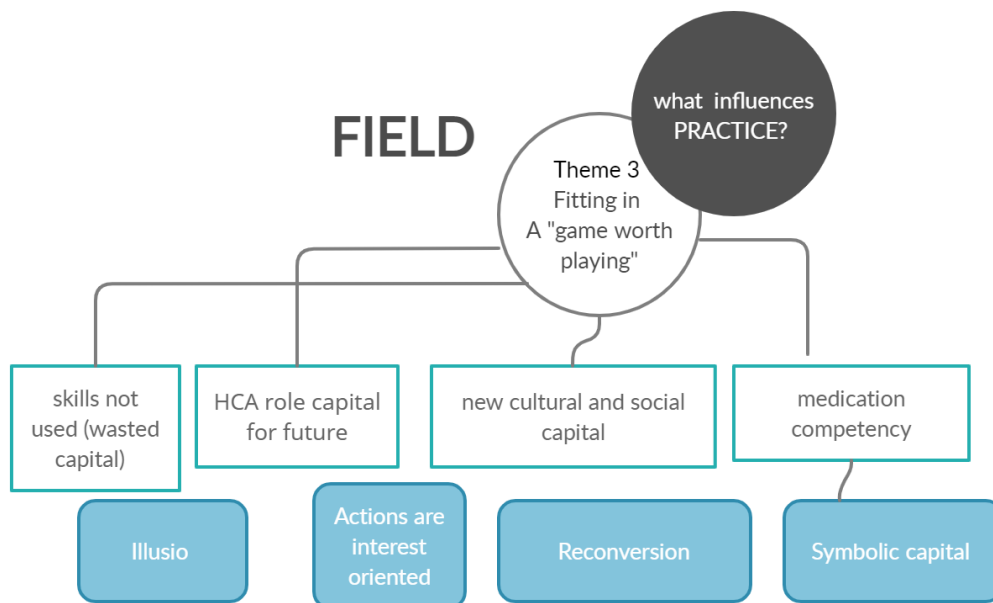 what influences
PRACTICE?
FIELD
Theme 3
Fitting in
A "game worth
playing"
skills not
used (wasted
capital)
HCA role capital
for future
new cultural and social
capital
medication
competency
Illusio
Actions are
interest
oriented
Reconversion
Symbolic capital